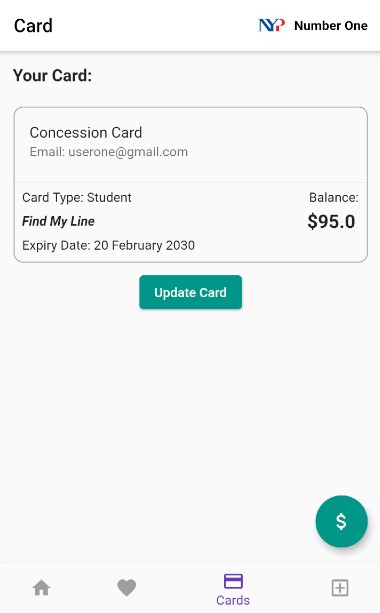 Card
NYP Number One
Your Card:
Concession Card
Email: userone@gmail.com
Card Type: Student
Balance:
Find My Line
$95.0
Expiry Date: 20 February 2030
Update Card
$
Cards